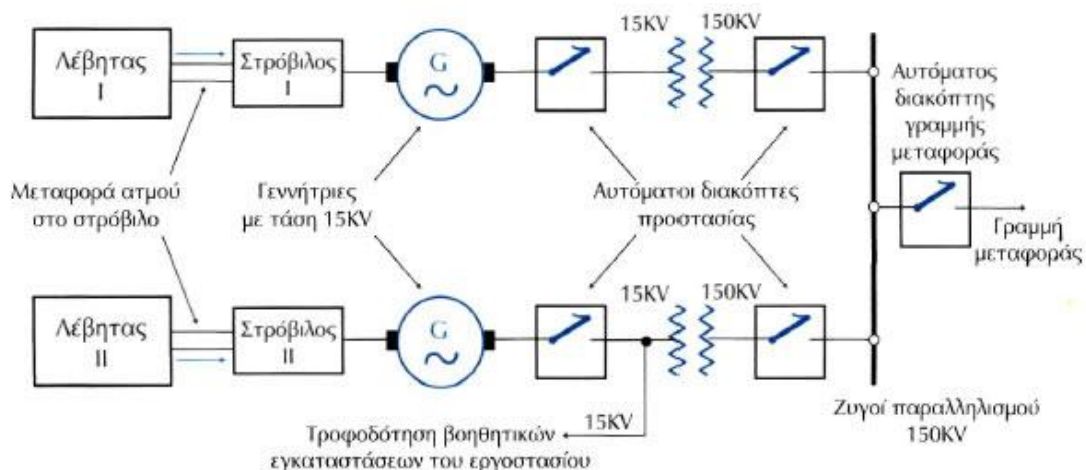 15KV 150KV
Λέβητας
I
Στρόβιλος
I
G
Αυτόματος
διακόπτης
γραμμής
μεταφοράς
Μεταφορά ατμού
στο στρόβιλο
Γεννήτριες
με τάση 15KV
Αυτόματοι διακόπτες
προστασίας
Γραμμή
μεταφοράς
15KV 150KV
Λέβητας
II
Στρόβιλος
II
G
15KV
Τροφοδότηση βοηθητικών
εγκαταστάσεων του εργοστασίου
Ζυγοί παραλληλισμού
150KV